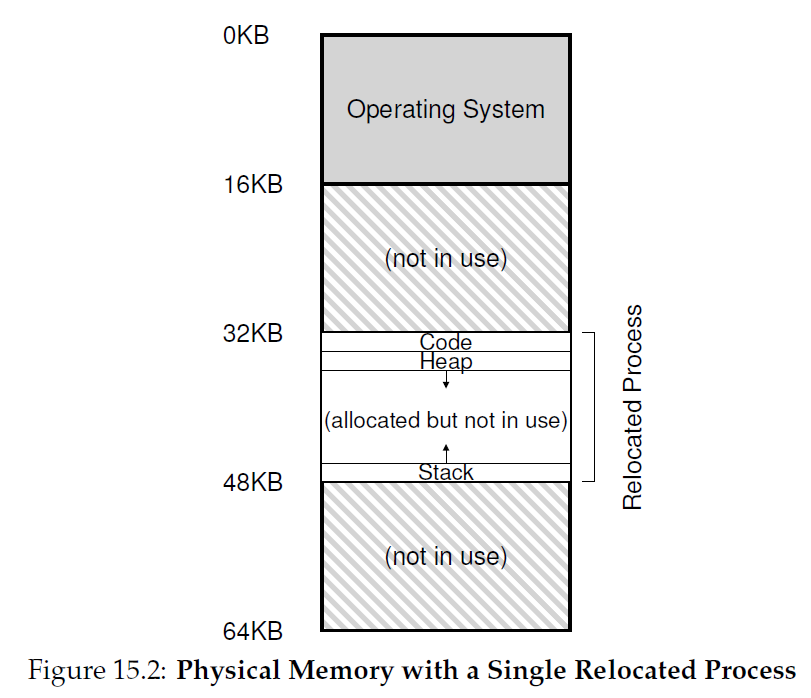 0KB
Operating System
16KB
(not in use)
32KB
Code
Heap
(allocated but not in use)
Stack
48KB
(not in use)
64KB
Relocated Process
Figure 15.2: Physical Memory with a Single Relocated Process